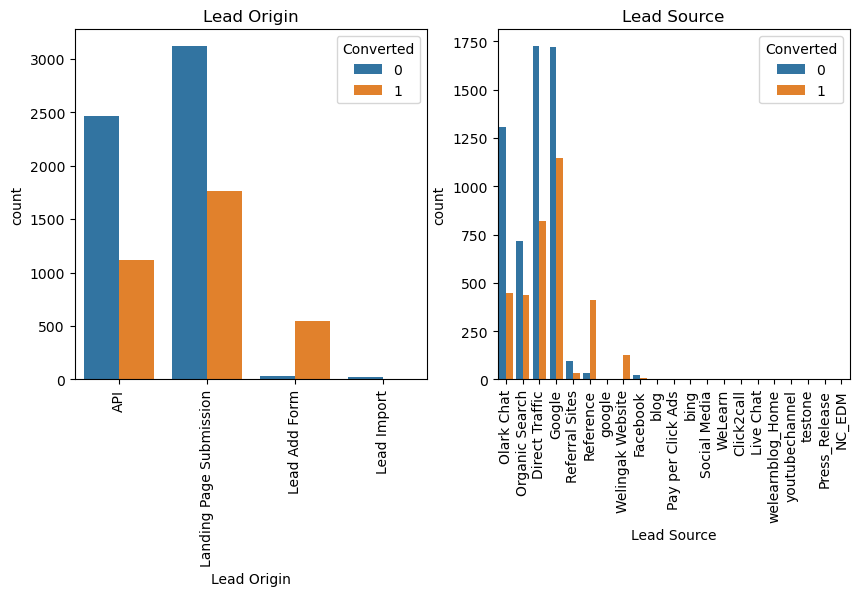 Lead Origin
Converted
0
1
3000
2500
2000
1500
1000
500
0
count
API
Landing Page Submission
Lead Add Form
Lead Import
Lead Origin
Lead Source
Converted
0
1
1750
1500
1250
1000
750
500
250
0
count
Olark Chat
Organic Search
Direct Traffic
Google
Referral Sites
Reference
google
Welingak Website
Facebook
blog
Pay per Click Ads
bing
Social Media
WeLearn
Click2call
Live Chat
welearnblog_Home
youtubechannel
testone
Press_Release
NC_EDM
Lead Source